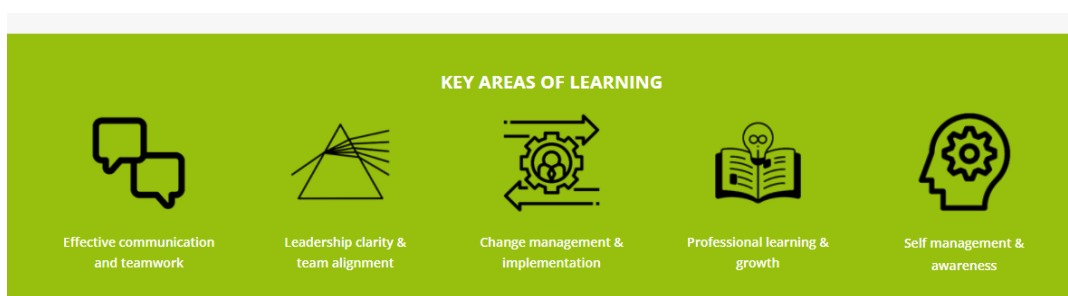 KEY AREAS OF LEARNING
Effective communication
and teamwork
Leadership clarity &
team alignment
Change management &
implementation
Professional learning &
growth
Self management &
awareness